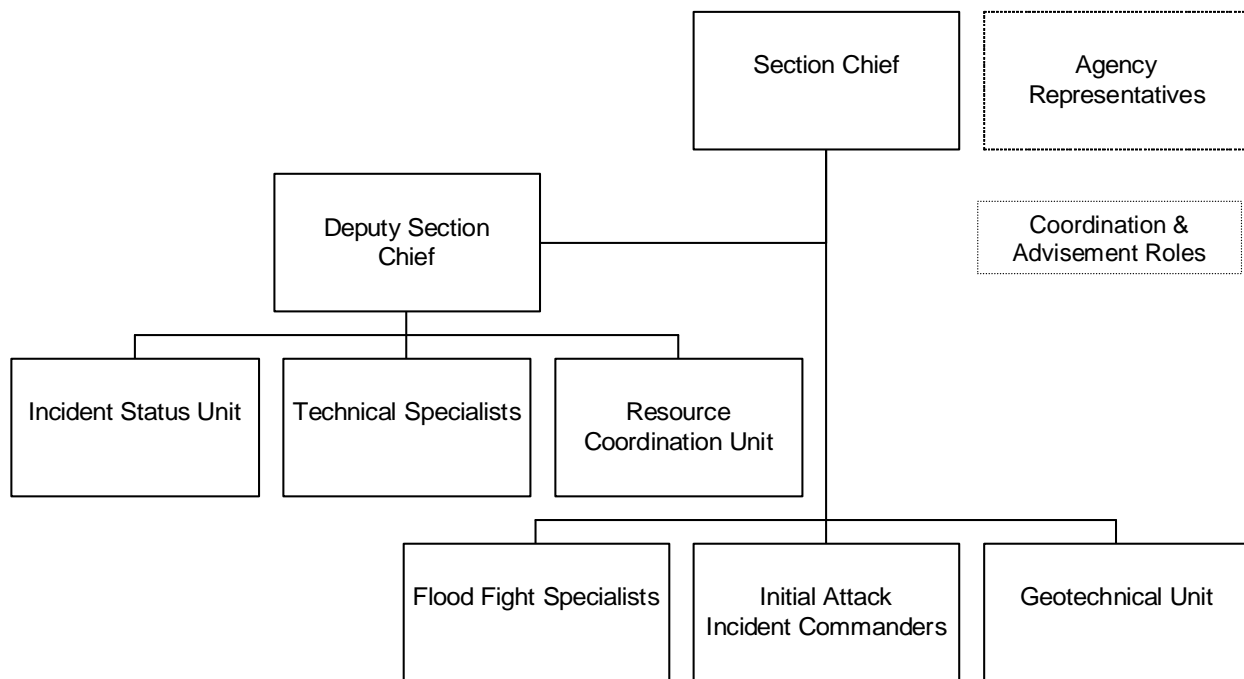 Section Chief
Agency
Representatives
Deputy Section
Chief
Coordination &
Advisement Roles
Incident Status Unit
Technical Specialists
Resource
Coordination Unit
Flood Fight Specialists
Initial Attack
Incident Commanders
Geotechnical Unit